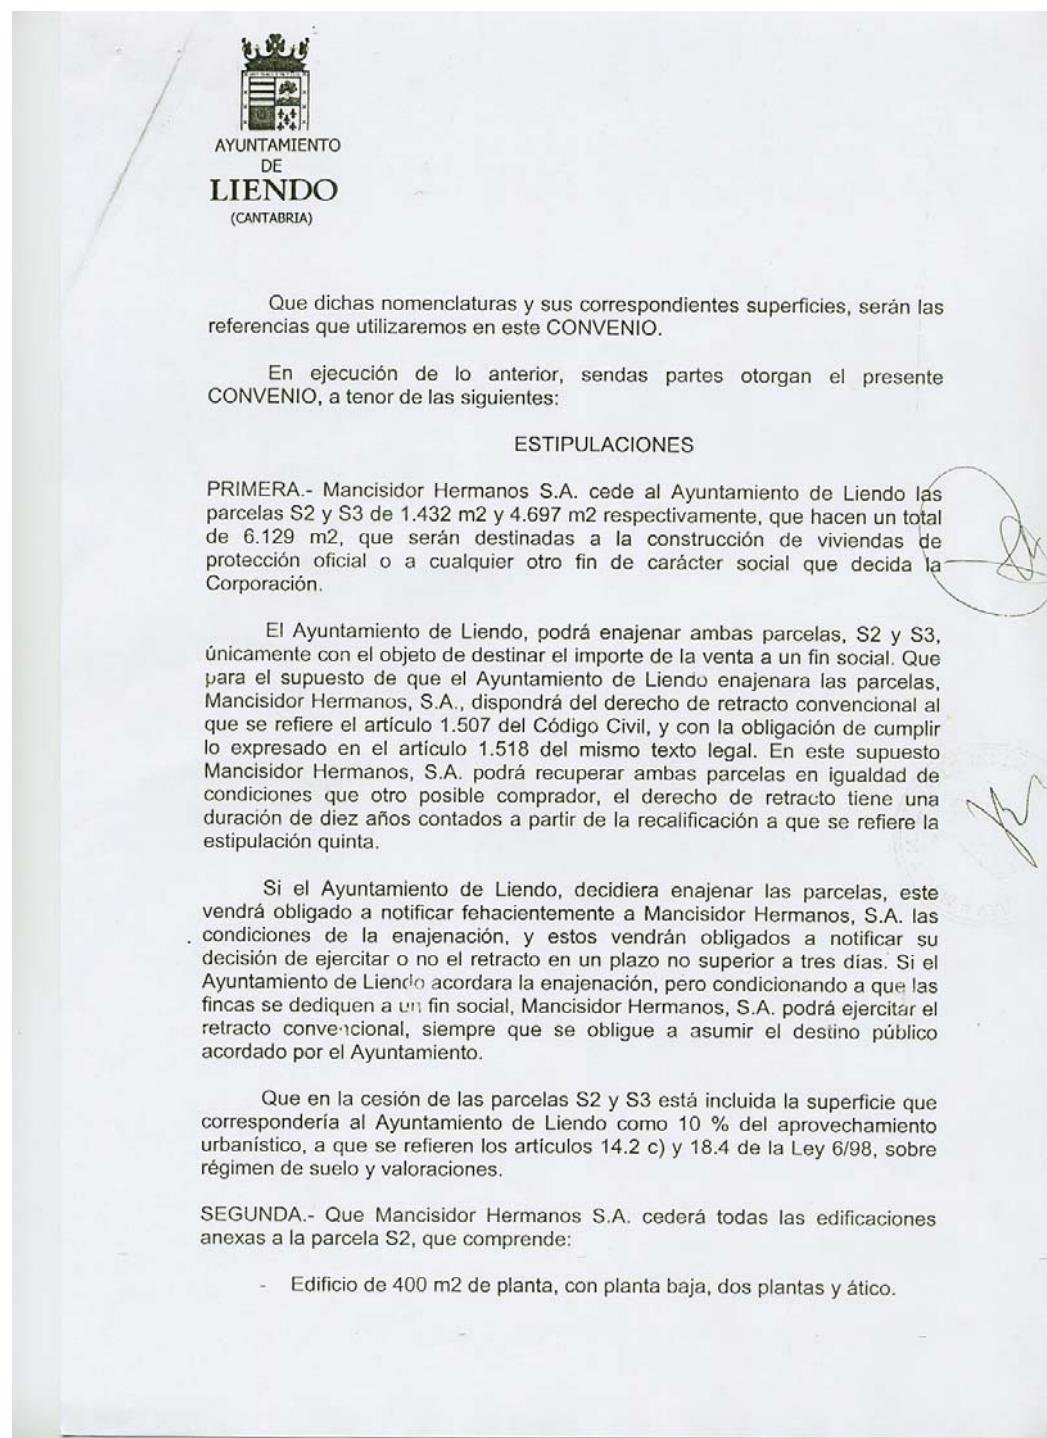 AYUNTAMIENTO
DE
LIENDO
(CANTABRIA)
Que dichas nomenclaturas y sus correspondientes superficies, serán las
referencias que utilizaremos en este CONVENIO.
En ejecución de lo anterior, sendas partes otorgan el presente
CONVENIO, a tenor de las siguientes:
ESTIPULACIONES
PRIMERA.- Mancisidor Hermanos S.A. cede al Ayuntamiento de Liendo las
parcelas S2 y S3 de 1.432 m2 y 4.697 m2 respectivamente, que hacen un total
de 6.129 m2, que serán destinadas a la construcción de viviendas de
protección oficial o a cualquier otro fin de carácter social que decida la
Corporación.
El Ayuntamiento de Liendo, podrá enajenar ambas parcelas, S2 y S3,
únicamente con el objeto de destinar el importe de la venta a un fin social. Que
para el supuesto de que el Ayuntamiento de Liendo enajenara las parcelas,
Mancisidor Hermanos, S.A., dispondrá del derecho de retracto convencional al
que se refiere el artículo 1.507 del Código Civil, y con la obligación de cumplir
lo expresado en el artículo 1.518 del mismo texto legal. En este supuesto
Mancisidor Hermanos, S.A. podrá recuperar ambas parcelas en igualdad de
condiciones que otro posible comprador, el derecho de retracto tiene una
duración de diez años contados a partir de la recalificación a que se refiere la
estipulación quinta.
Si el Ayuntamiento de Liendo, decidiera enajenar las parcelas, este
vendrá obligado a notificar fehacientemente a Mancisidor Hermanos, S.A. las
condiciones de la enajenación, y estos vendrán obligados a notificar su
decisión de ejercitar o no el retracto en un plazo no superior a tres días. Si el
Ayuntamiento de Liendo acordara la enajenación, pero condicionando a que las
fincas se dediquen a un fin social, Mancisidor Hermanos, S.A. podrá ejercitar el
retracto convencional, siempre que se obligue a asumir el destino público
acordado por el Ayuntamiento.
Que en la cesión de las parcelas S2 y S3 está incluida la superficie que
correspondería al Ayuntamiento de Liendo como 10 % del aprovechamiento
urbanístico, a que se refieren los artículos 14.2 c) y 18.4 de la Ley 6/98, sobre
régimen de suelo y valoraciones.
SEGUNDA.- Que Mancisidor Hermanos S.A. cederá todas las edificaciones
anexas a la parcela S2, que comprende:
- Edificio de 400 m2 de planta, con planta baja, dos plantas y ático.